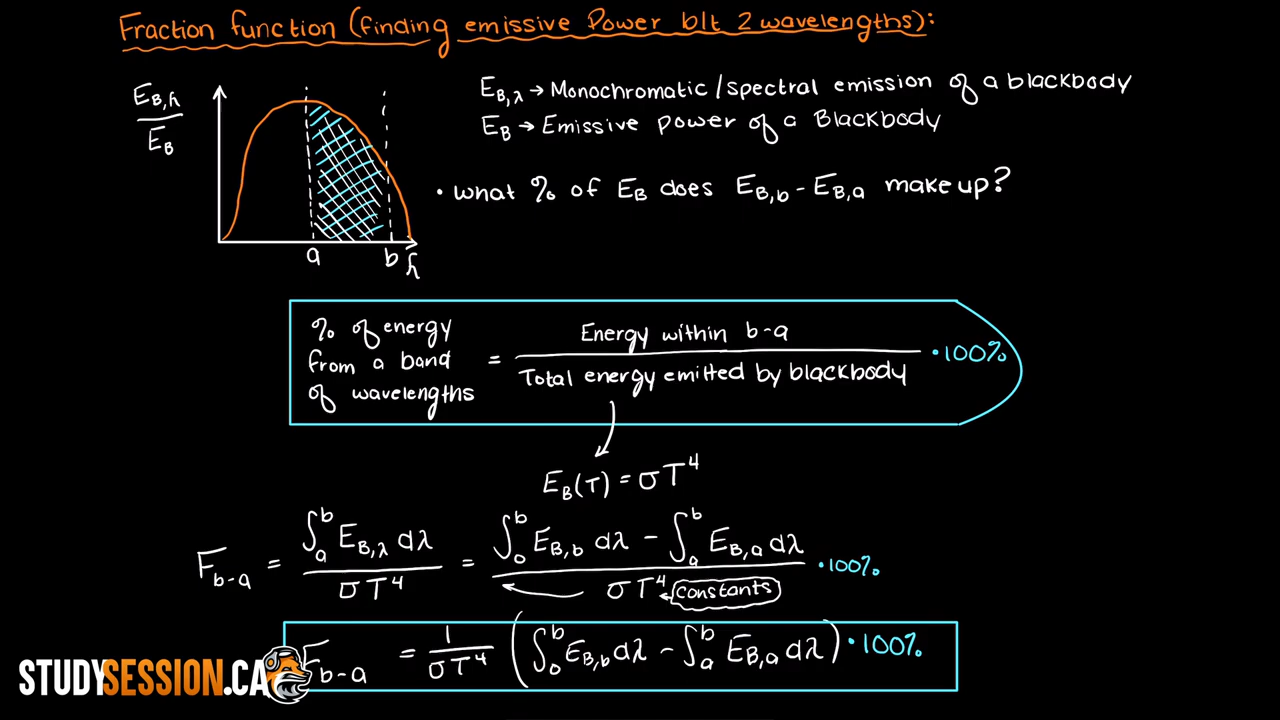 Fraction function (finding emissive Power b/t 2 wavelengths):
E_B,λ / E_B
E_B,λ → Monochromatic/spectral emission of a blackbody
E_B → Emissive power of a Blackbody
• what % of E_B does E_B,b - E_B,a make up?
a b λ
% of energy from a band of wavelengths = Energy within b-a / Total energy emitted by blackbody • 100%
E_B(T) = σT⁴
F_b-a = ∫_a^b E_B,λ dλ / σT⁴ = ∫_0^b E_B,b dλ - ∫_a^b E_B,a dλ / σT⁴ • 100%
constants
F_b-a = 1/σT⁴ (∫_0^b E_B,b dλ - ∫_a^b E_B,a dλ) • 100%
STUDYSESSION.CA